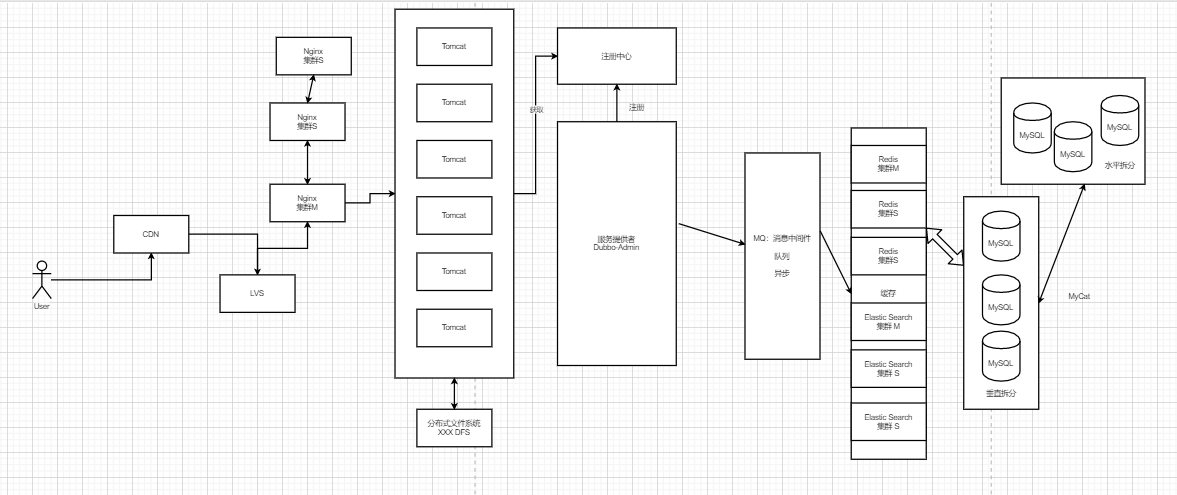 User
CDN
LVS
Nginx
集群S
Nginx
集群S
Nginx
集群M
Tomcat
Tomcat
Tomcat
Tomcat
Tomcat
Tomcat
分布式文件系统
XXX DFS
获取
注册中心
注册
服务提供者
Dubbo-Admin
MQ：消息中间件
队列
异步
Redis
集群M
Redis
集群S
Redis
集群S
缓存
Elastic Search
集群 M
Elastic Search
集群 S
Elastic Search
集群 S
MySQL
MySQL
MySQL
垂直拆分
MyCat
MySQL
MySQL
MySQL
水平拆分